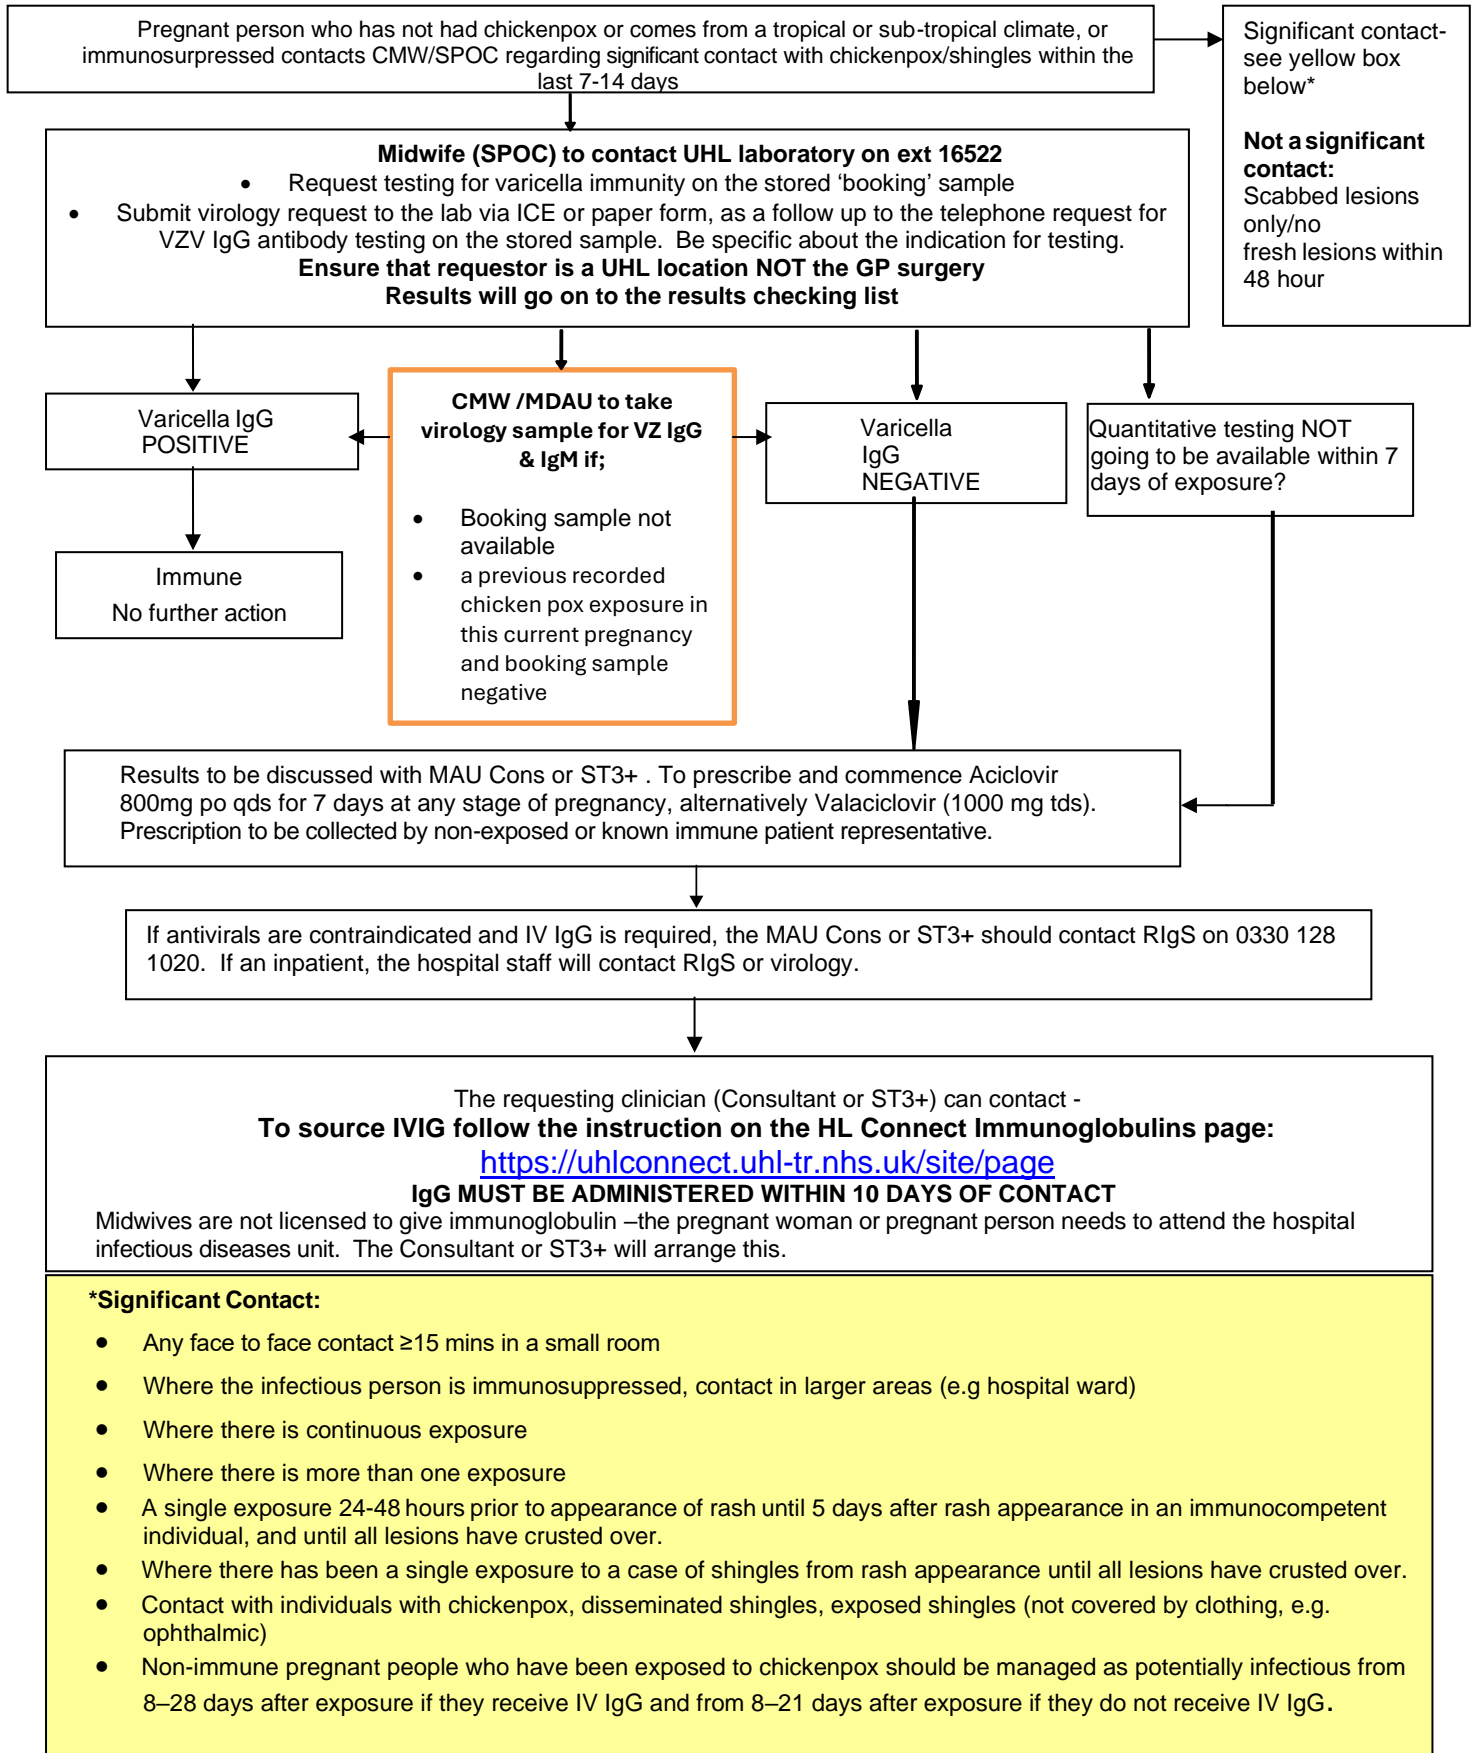 Pregnant person who has not had chickenpox or comes from a tropical or sub-tropical climate, or
immunosurpressed contacts CMW/SPOC regarding significant contact with chickenpox/shingles within the
last 7-14 days
Significant contact-
see yellow box
below*
Not a significant
contact:
Scabbed lesions
only/no
fresh lesions within
48 hour
Midwife (SPOC) to contact UHL laboratory on ext 16522
• Request testing for varicella immunity on the stored ‘booking’ sample
• Submit virology request to the lab via ICE or paper form, as a follow up to the telephone request for
VZV IgG antibody testing on the stored sample. Be specific about the indication for testing.
Ensure that requestor is a UHL location NOT the GP surgery
Results will go on to the results checking list
Varicella IgG
POSITIVE
Immune
No further action
CMW /MDAU to take
virology sample for VZ IgG
& IgM if;
• Booking sample not
available
• a previous recorded
chicken pox exposure in
this current pregnancy
and booking sample
negative
Varicella
IgG
NEGATIVE
Quantitative testing NOT
going to be available within 7
days of exposure?
Results to be discussed with MAU Cons or ST3+ . To prescribe and commence Aciclovir
800mg po qds for 7 days at any stage of pregnancy, alternatively Valaciclovir (1000 mg tds).
Prescription to be collected by non-exposed or known immune patient representative.
If antivirals are contraindicated and IV IgG is required, the MAU Cons or ST3+ should contact RIgS on 0330 128
1020. If an inpatient, the hospital staff will contact RIgS or virology.
The requesting clinician (Consultant or ST3+) can contact -
To source IVIG follow the instruction on the HL Connect Immunoglobulins page:
https://uhlconnect.uhl-tr.nhs.uk/site/page
IgG MUST BE ADMINISTERED WITHIN 10 DAYS OF CONTACT
Midwives are not licensed to give immunoglobulin –the pregnant woman or pregnant person needs to attend the hospital
infectious diseases unit. The Consultant or ST3+ will arrange this.
*Significant Contact:
• Any face to face contact ≥15 mins in a small room
• Where the infectious person is immunosuppressed, contact in larger areas (e.g hospital ward)
• Where there is continuous exposure
• Where there is more than one exposure
• A single exposure 24-48 hours prior to appearance of rash until 5 days after rash appearance in an immunocompetent
individual, and until all lesions have crusted over.
• Where there has been a single exposure to a case of shingles from rash appearance until all lesions have crusted over.
• Contact with individuals with chickenpox, disseminated shingles, exposed shingles (not covered by clothing, e.g.
ophthalmic)
• Non-immune pregnant people who have been exposed to chickenpox should be managed as potentially infectious from
8–28 days after exposure if they receive IV IgG and from 8–21 days after exposure if they do not receive IV IgG.